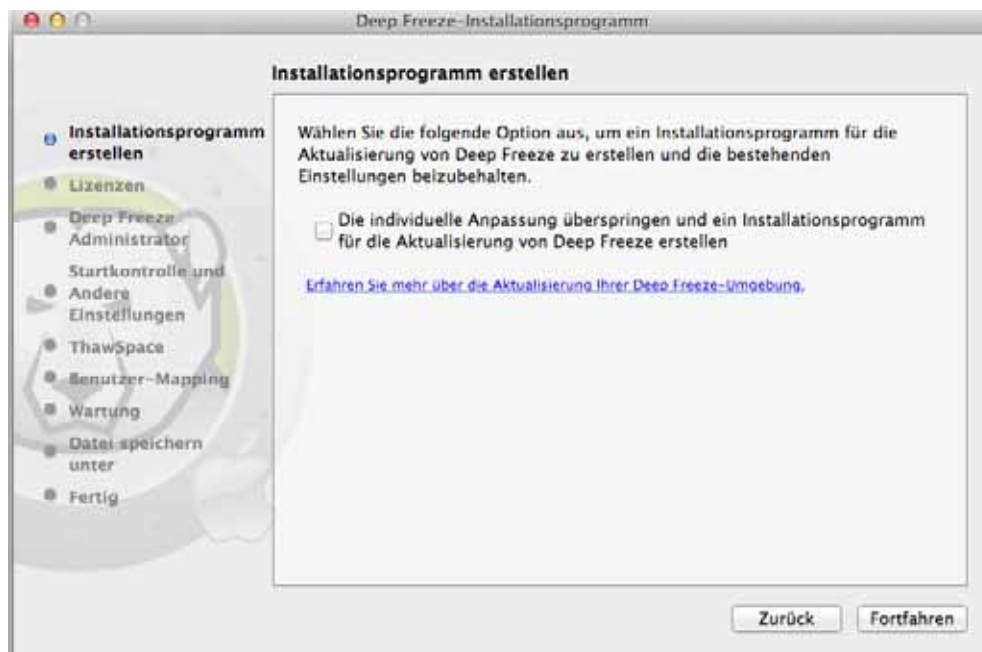 Deep Freeze-Installationsprogramm
Installationsprogramm erstellen
Installationsprogramm
erstellen
Lizenzen
Deep Freeze
Administrator
Startkontrolle und
Andere
Einstellungen
ThawSpace
Benutzer-Mapping
Wartung
Datei speichern
unter
Fertig
Wählen Sie die folgende Option aus, um ein Installationsprogramm für die
Aktualisierung von Deep Freeze zu erstellen und die bestehenden
Einstellungen beizubehalten.
Die individuelle Anpassung überspringen und ein Installationsprogramm
für die Aktualisierung von Deep Freeze erstellen
Erfahren Sie mehr über die Aktualisierung Ihrer Deep Freeze-Umgebung.
Zurück
Fortfahren